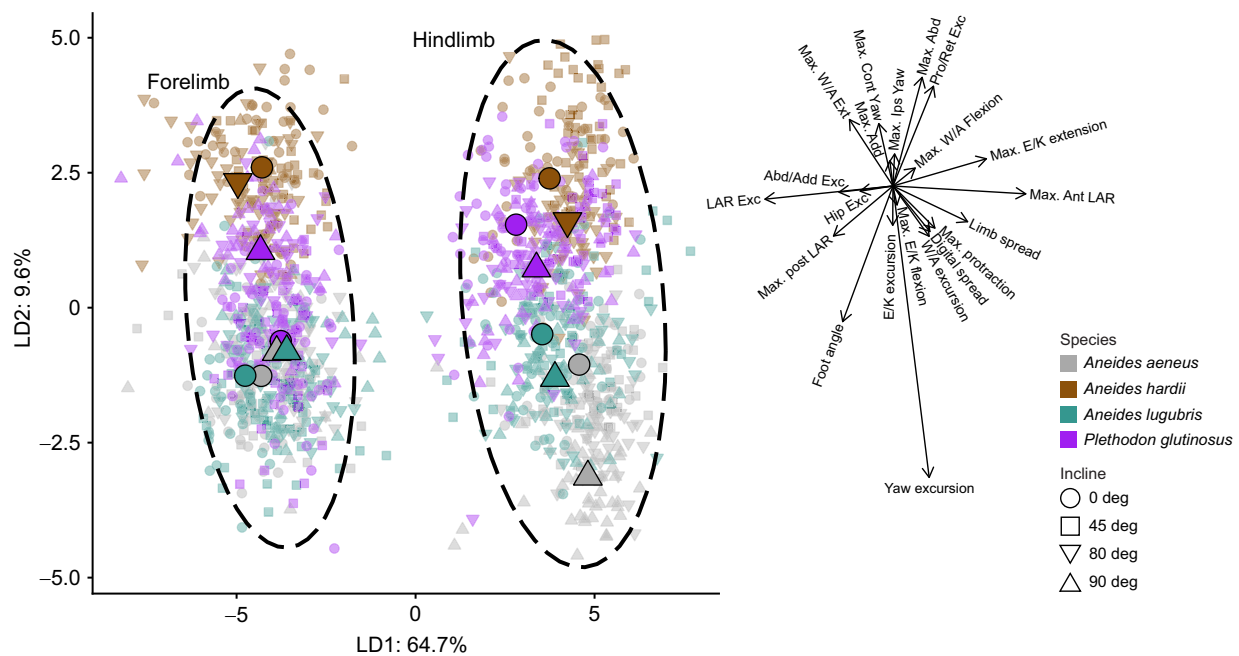 Forelimb
Hindlimb
5.0
2.5
0
−2.5
−5.0
LD2: 9.6%
−5
0
5
LD1: 64.7%
Max. W/A Ext
Max. Cont Yaw
Max. Add
Max. Ips Yaw
Max. Abd
Pro/Ret Exc
Max. W/A Flexion
Max. E/K extension
Max. Ant LAR
Abd/Add Exc
LAR Exc
Hip Exc
Max. post LAR
Limb spread
Max. protraction
Digital spread
W/A excursion
Max. E/K flexion
E/K excursion
Foot angle
Yaw excursion
Species
Aneides aeneus
Aneides hardii
Aneides lugubris
Plethodon glutinosus
Incline
0 deg
45 deg
80 deg
90 deg